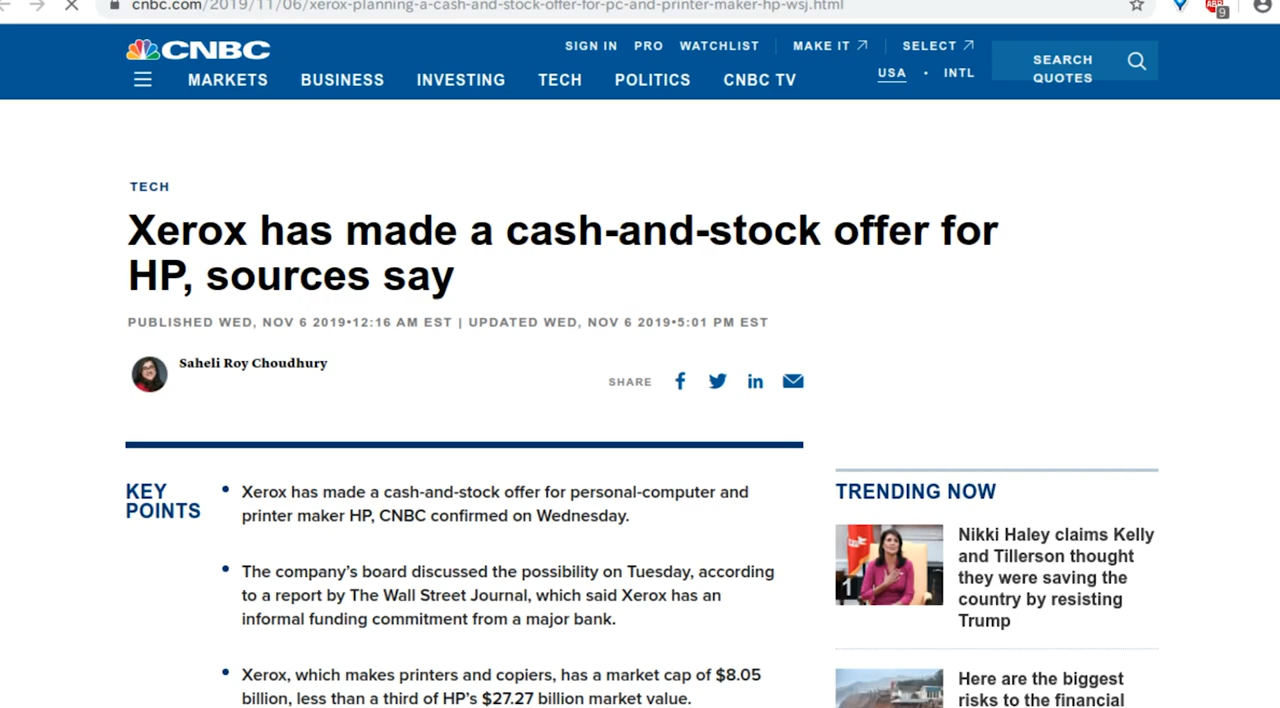 cnbc.com/2019/11/06/xerox-planning-a-cash-and-stock-offer-for-pc-and-printer-maker-hp-wsj.html
ABP
9
CNBC
SIGN IN PRO WATCHLIST MAKE IT SELECT
USA • INTL
SEARCH QUOTES
MARKETS BUSINESS INVESTING TECH POLITICS CNBC TV
TECH
Xerox has made a cash-and-stock offer for
HP, sources say
PUBLISHED WED, NOV 6 2019•12:16 AM EST | UPDATED WED, NOV 6 2019•5:01 PM EST
Saheli Roy Choudhury
SHARE
KEY
POINTS
• Xerox has made a cash-and-stock offer for personal-computer and
printer maker HP, CNBC confirmed on Wednesday.
• The company's board discussed the possibility on Tuesday, according
to a report by The Wall Street Journal, which said Xerox has an
informal funding commitment from a major bank.
• Xerox, which makes printers and copiers, has a market cap of $8.05
billion, less than a third of HP's $27.27 billion market value.
TRENDING NOW
1
Nikki Haley claims Kelly
and Tillerson thought
they were saving the
country by resisting
Trump
Here are the biggest
risks to the financial